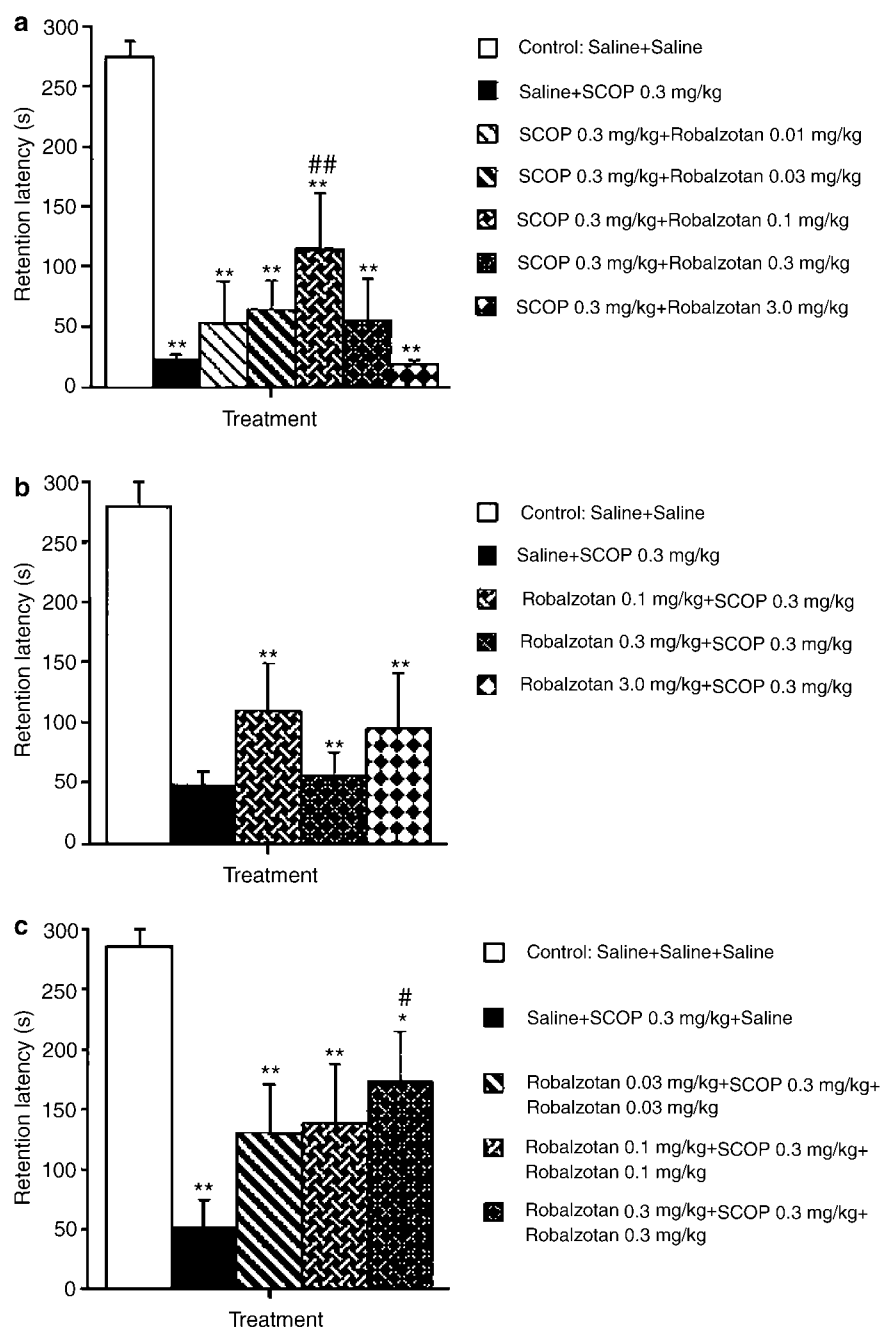 a
300
250
200
150
100
50
0
Retention latency (s)
**
**
**
##
**
**
**
Treatment
Control: Saline+Saline
Saline+SCOP 0.3 mg/kg
SCOP 0.3 mg/kg+Robalzotan 0.01 mg/kg
SCOP 0.3 mg/kg+Robalzotan 0.03 mg/kg
SCOP 0.3 mg/kg+Robalzotan 0.1 mg/kg
SCOP 0.3 mg/kg+Robalzotan 0.3 mg/kg
SCOP 0.3 mg/kg+Robalzotan 3.0 mg/kg
b
300
250
200
150
100
50
0
Retention latency (s)
**
**
**
Treatment
Control: Saline+Saline
Saline+SCOP 0.3 mg/kg
Robalzotan 0.1 mg/kg+SCOP 0.3 mg/kg
Robalzotan 0.3 mg/kg+SCOP 0.3 mg/kg
Robalzotan 3.0 mg/kg+SCOP 0.3 mg/kg
c
300
250
200
150
100
50
0
Retention latency (s)
**
**
**
#
*
Treatment
Control: Saline+Saline+Saline
Saline+SCOP 0.3 mg/kg+Saline
Robalzotan 0.03 mg/kg+SCOP 0.3 mg/kg+
Robalzotan 0.03 mg/kg
Robalzotan 0.1 mg/kg+SCOP 0.3 mg/kg+
Robalzotan 0.1 mg/kg
Robalzotan 0.3 mg/kg+SCOP 0.3 mg/kg+
Robalzotan 0.3 mg/kg